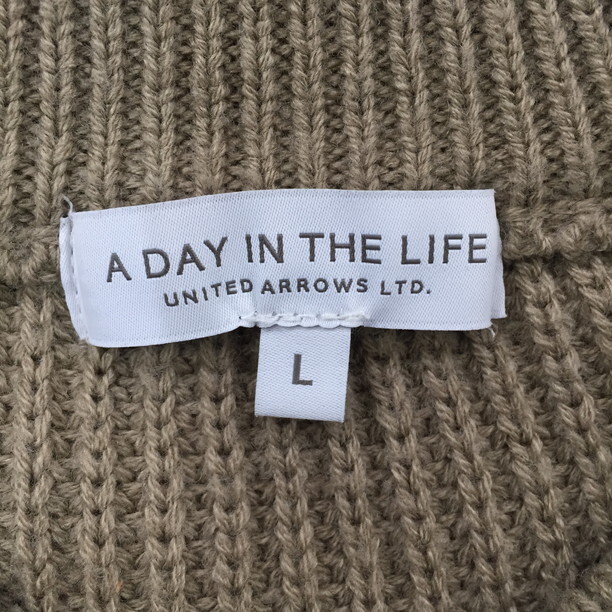 A DAY IN THE LIFE
UNITED ARROWS LTD.
L